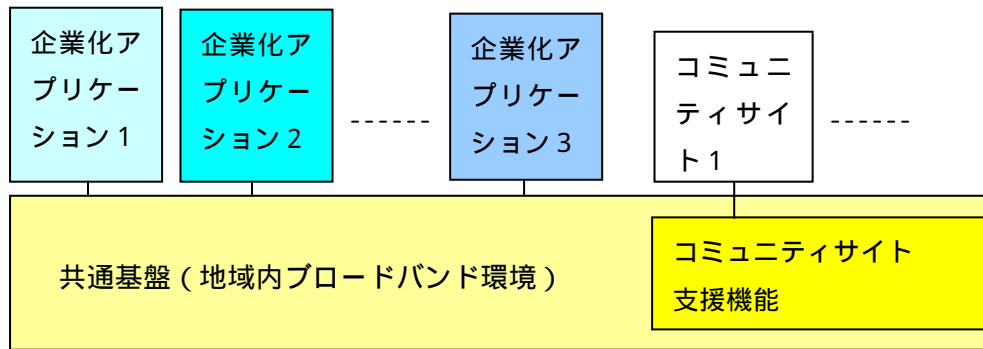 企業化ア
プリケー
ション1
企業化ア
プリケー
ション2
企業化ア
プリケー
ション3
コミュニ
ティサイ
ト1
共通基盤(地域内ブロードバンド環境)
コミュニティサイト
支援機能